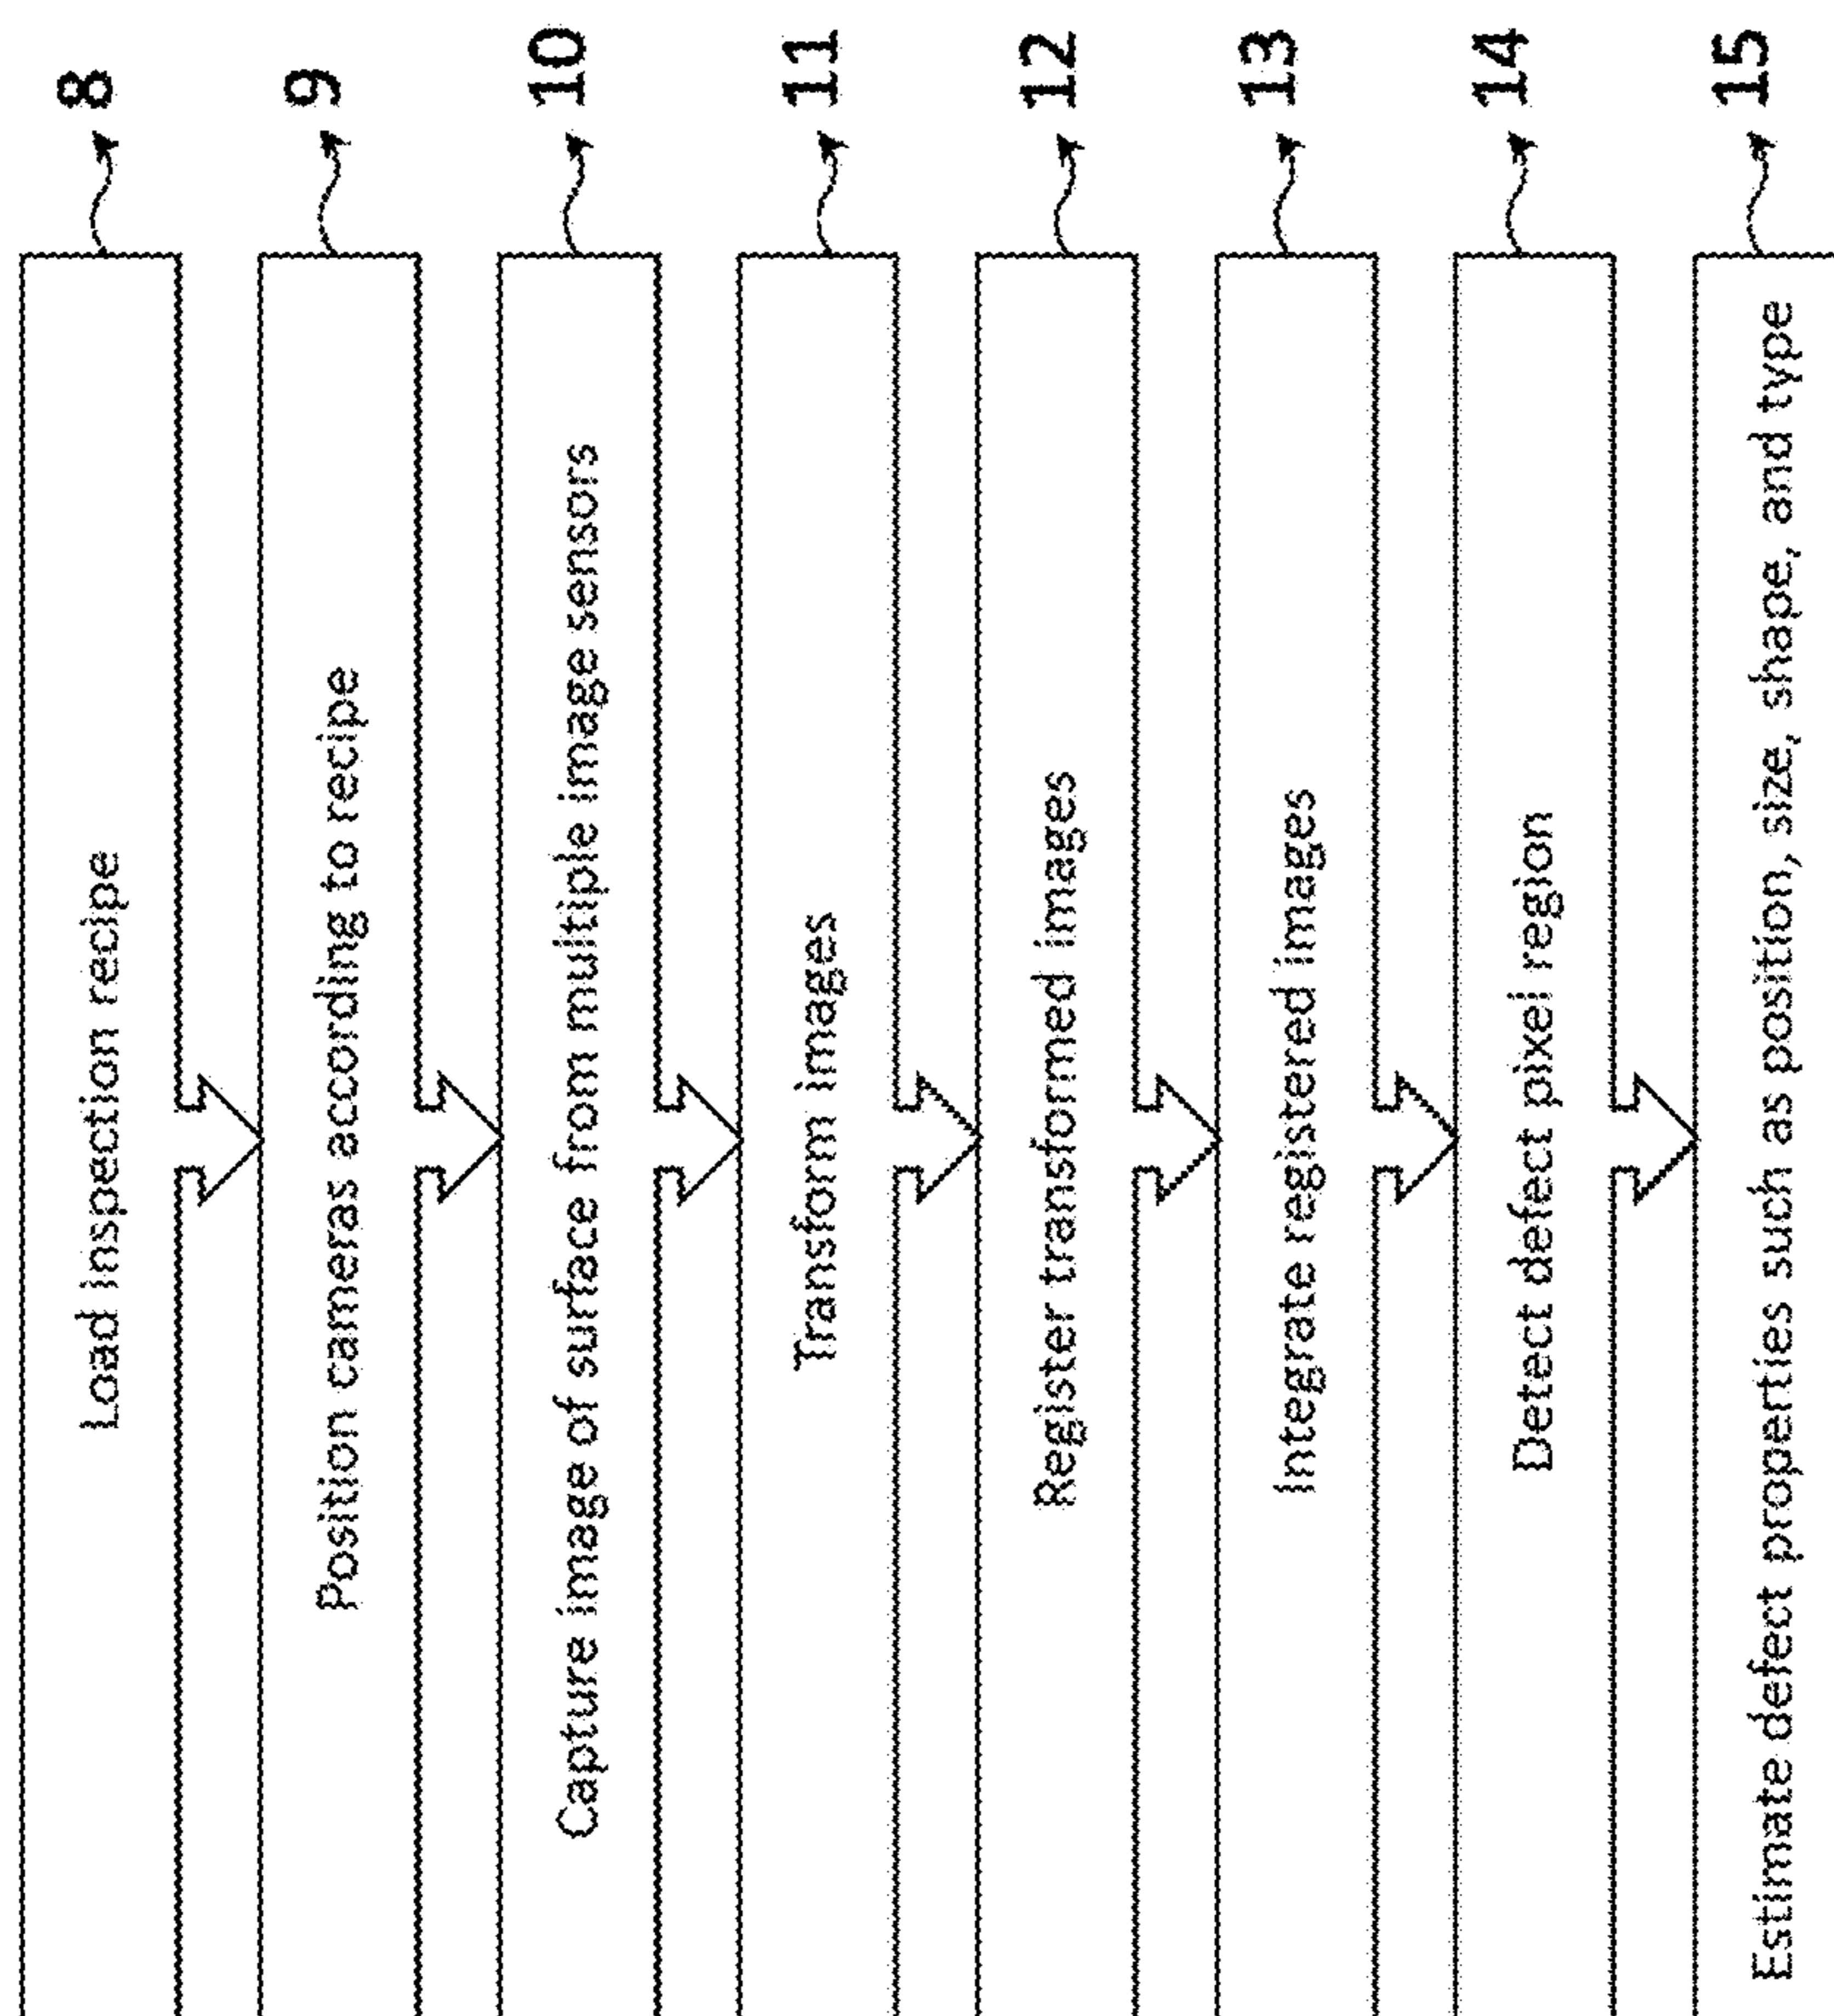 Load inspection recipe 8
Position cameras according to recipe 9
Capture image of surface from multiple image sensors 10
Transform images 11
Register transformed images 12
Integrate registered images 13
Detect defect pixel region 14
Estimate defect properties such as position, size, shape, and type 15